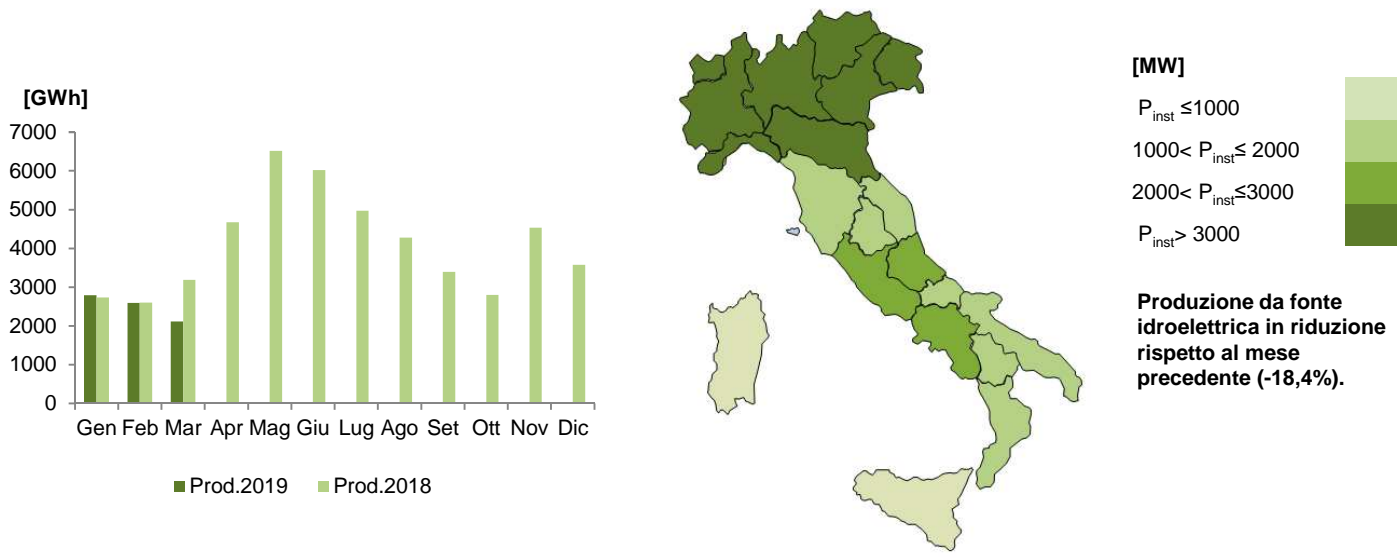 [GWh]
7000
6000
5000
4000
3000
2000
1000
0
Gen Feb Mar Apr Mag Giu Lug Ago Set Ott Nov Dic
Prod.2019 Prod.2018
[MW]
Pinst ≤1000
1000< Pinst≤ 2000
2000< Pinst≤3000
Pinst> 3000
Produzione da fonte
idroelettrica in riduzione
rispetto al mese
precedente (-18,4%).